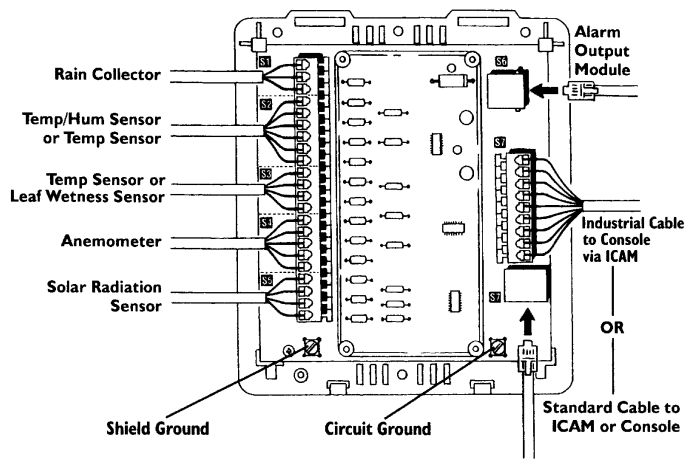 Rain Collector
Temp/Hum Sensor
or Temp Sensor
Temp Sensor or
Leaf Wetness Sensor
Anemometer
Solar Radiation
Sensor
S1
S2
S3
S4
S5
S6
Alarm
Output
Module
S7
Industrial Cable
to Console
via ICAM
S7
OR
Standard Cable to
ICAM or Console
Shield Ground
Circuit Ground